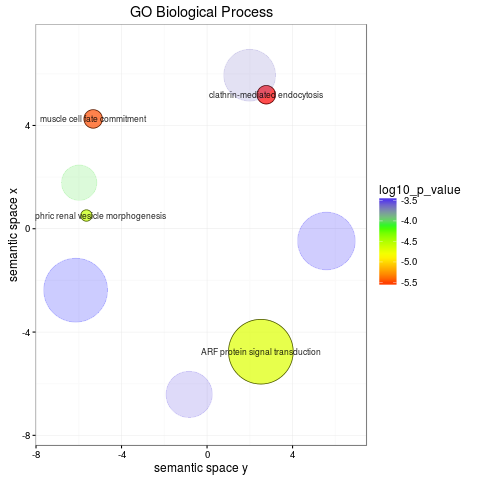 GO Biological Process
clathrin-mediated endocytosis
muscle cell fate commitment
phric renal vesicle morphogenesis
ARF protein signal transduction
semantic space x
4
0
-4
-8
-8
-4
0
4
semantic space y
log10_p_value
-3.5
-4.0
-4.5
-5.0
-5.5